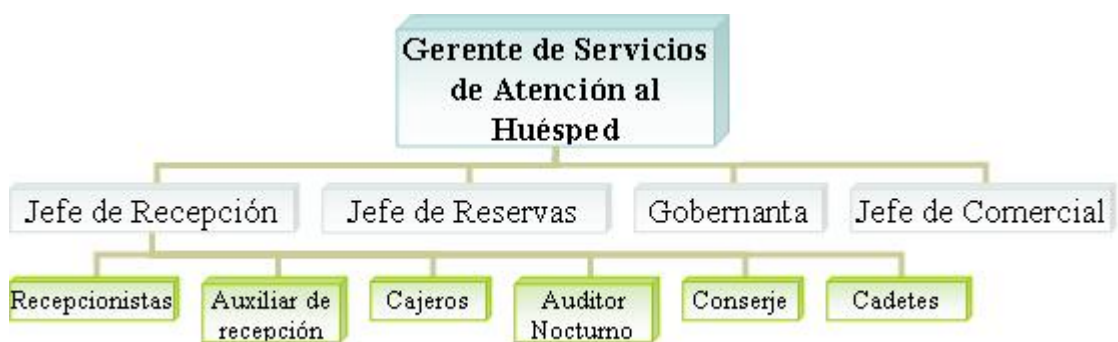 Gerente de Servicios
de Atención al
Huésped
Jefe de Recepción
Jefe de Reservas
Gobernanta
Jefe de Comercial
Recepcionistas
Auxiliar de
recepción
Cajeros
Auditor
Nocturno
Conserje
Cadetes